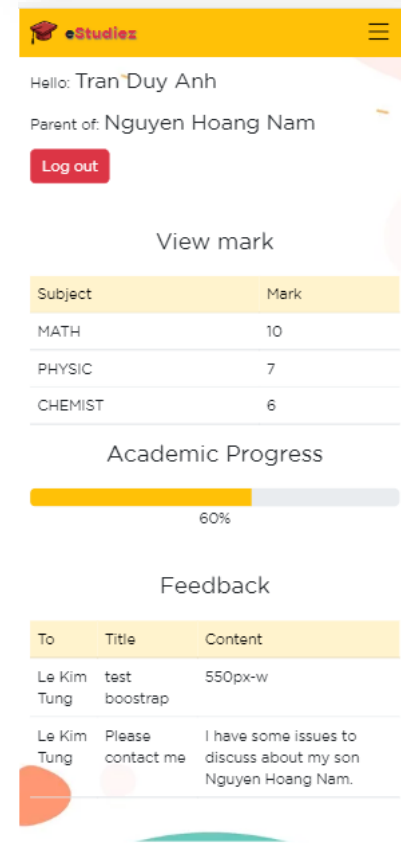 eStudiez
Hello: Tran Duy Anh
Parent of: Nguyen Hoang Nam
Log out
View mark
Subject Mark
MATH 10
PHYSIC 7
CHEMIST 6
Academic Progress
60%
Feedback
To Title Content
Le Kim test 550px-w
Tung boostrap
Le Kim Please I have some issues to
Tung contact me discuss about my son
Nguyen Hoang Nam.